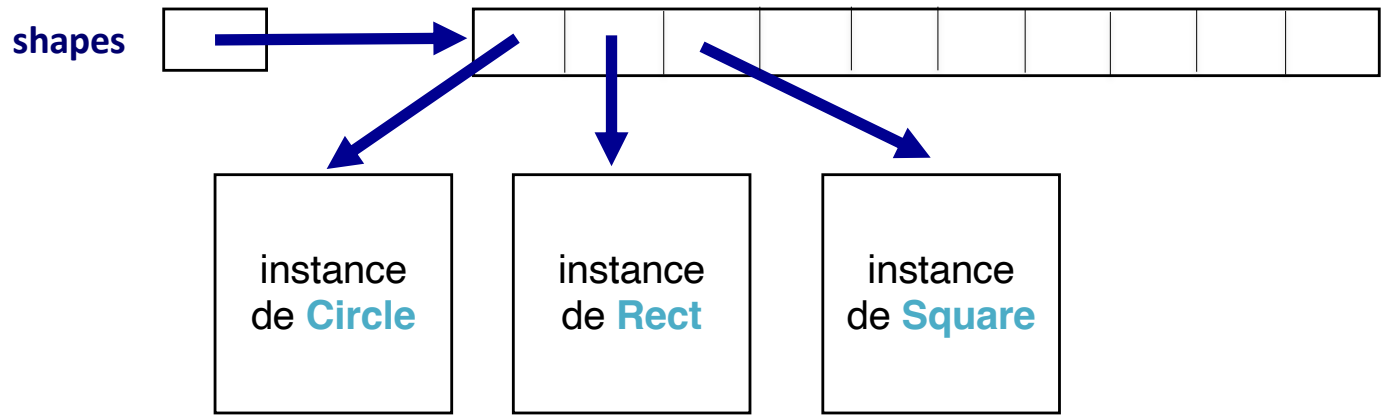 shapes
instance
de Circle
instance
de Rect
instance
de Square